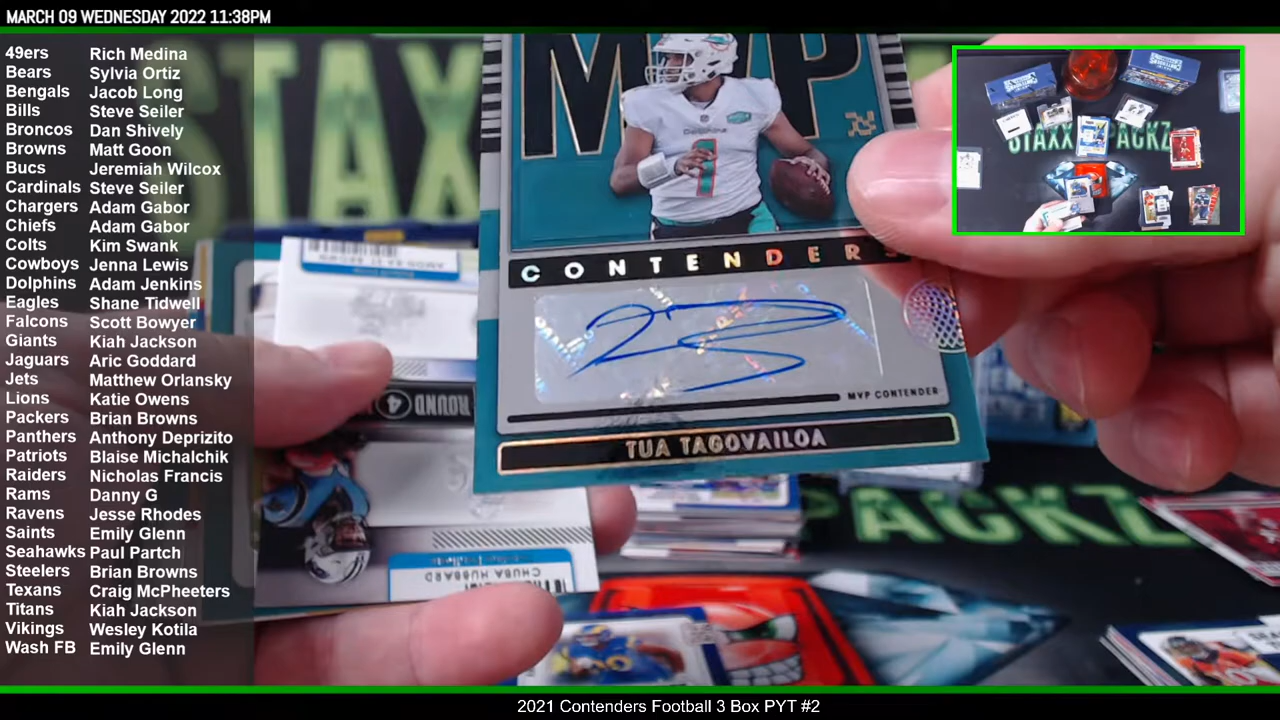 MARCH 09 WEDNESDAY 2022 11:38PM
49ers Rich Medina
Bears Sylvia Ortiz
Bengals Jacob Long
Bills Steve Seiler
Broncos Dan Shively
Browns Matt Goon
Bucs Jeremiah Wilcox
Cardinals Steve Seiler
Chargers Adam Gabor
Chiefs Adam Gabor
Colts Kim Swank
Cowboys Jenna Lewis
Dolphins Adam Jenkins
Eagles Shane Tidwell
Falcons Scott Bowyer
Giants Kiah Jackson
Jaguars Aric Goddard
Jets Matthew Orlansky
Lions Katie Owens
Packers Brian Browns
Panthers Anthony Deprizito
Patriots Blaise Michalchik
Raiders Nicholas Francis
Rams Danny G
Ravens Jesse Rhodes
Saints Emily Glenn
Seahawks Paul Partch
Steelers Brian Browns
Texans Craig McPheeters
Titans Kiah Jackson
Vikings Wesley Kotila
Wash FB Emily Glenn
MVP
CONTENDERS
MVP CONTENDER
TUA TAGOVAILOA
ROUND 4
CHUBA HUBBARD
STAX
PACKZ
STAXX PACKZ
2021 Contenders Football 3 Box PYT #2